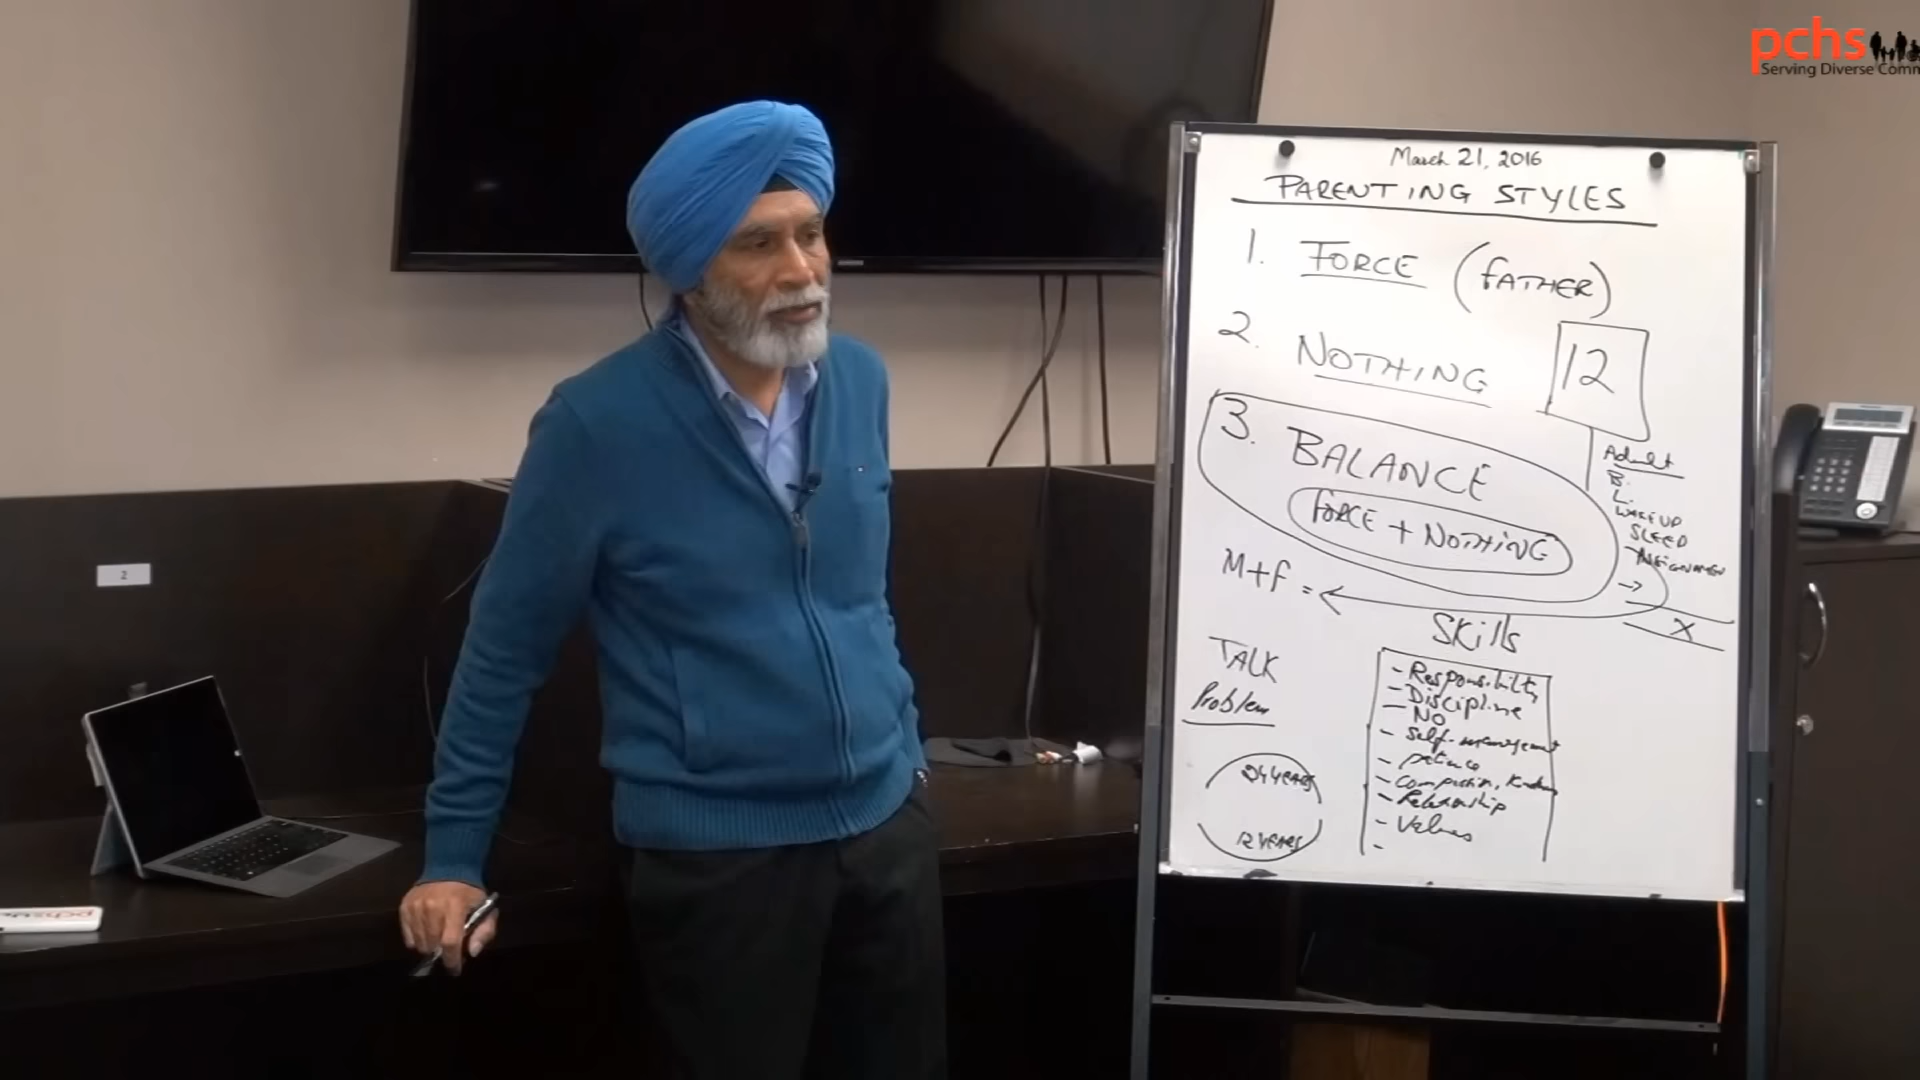 pchs
Serving Diverse Comm
March 21, 2016
PARENTING STYLES
1. FORCE (FATHER)
2. NOTHING
12
3. BALANCE
FORCE + NOTHING
Adult
B.
L.
WAKE UP
SLEEP
M+F =
→
X
SKills
TALK
Problem
- Responsibility
- Discipline
- NO
- Self-management
- patience
- Compassion,
- Relationship
- Values
-
24 YEARS
12 YEARS
2
pchs